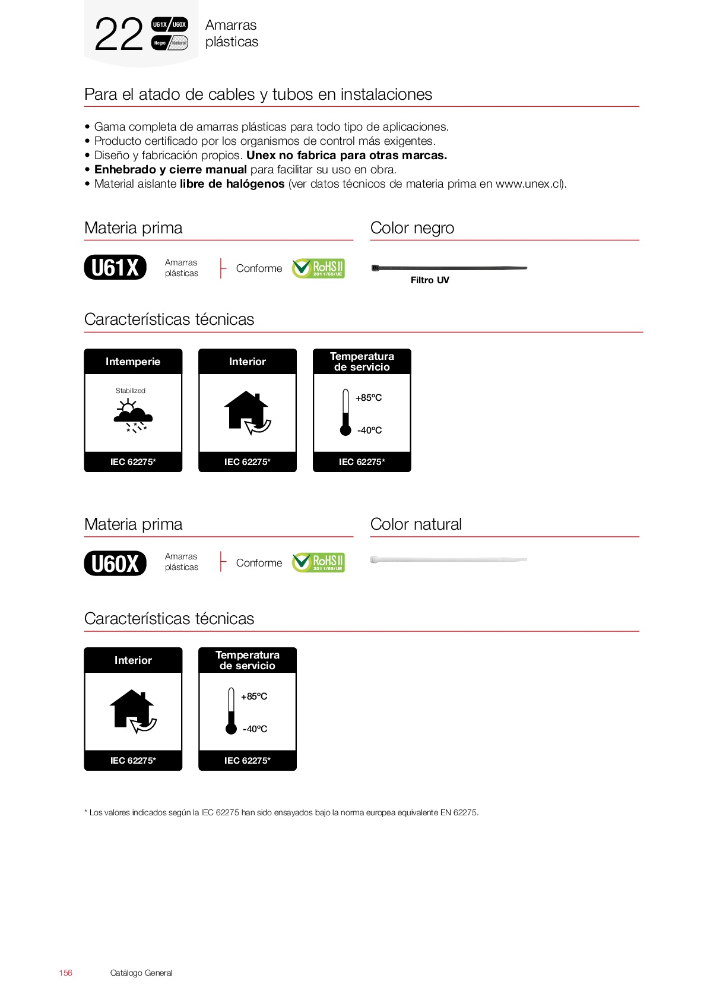 22
U61X
U60X
Negro
Natural
Amarras
plásticas
Para el atado de cables y tubos en instalaciones
• Gama completa de amarras plásticas para todo tipo de aplicaciones.
• Producto certificado por los organismos de control más exigentes.
• Diseño y fabricación propios. Unex no fabrica para otras marcas.
• Enhebrado y cierre manual para facilitar su uso en obra.
• Material aislante libre de halógenos (ver datos técnicos de materia prima en www.unex.cl).
Materia prima
U61X
Amarras
plásticas
Conforme
RoHS II
2011/65/UE
Color negro
Filtro UV
Características técnicas
Intemperie
Stabilized
IEC 62275*
Interior
IEC 62275*
Temperatura
de servicio
+85ºC
-40ºC
IEC 62275*
Materia prima
U60X
Amarras
plásticas
Conforme
RoHS II
2011/65/UE
Color natural
Características técnicas
Interior
IEC 62275*
Temperatura
de servicio
+85ºC
-40ºC
IEC 62275*
* Los valores indicados según la IEC 62275 han sido ensayados bajo la norma europea equivalente EN 62275.
156
Catálogo General